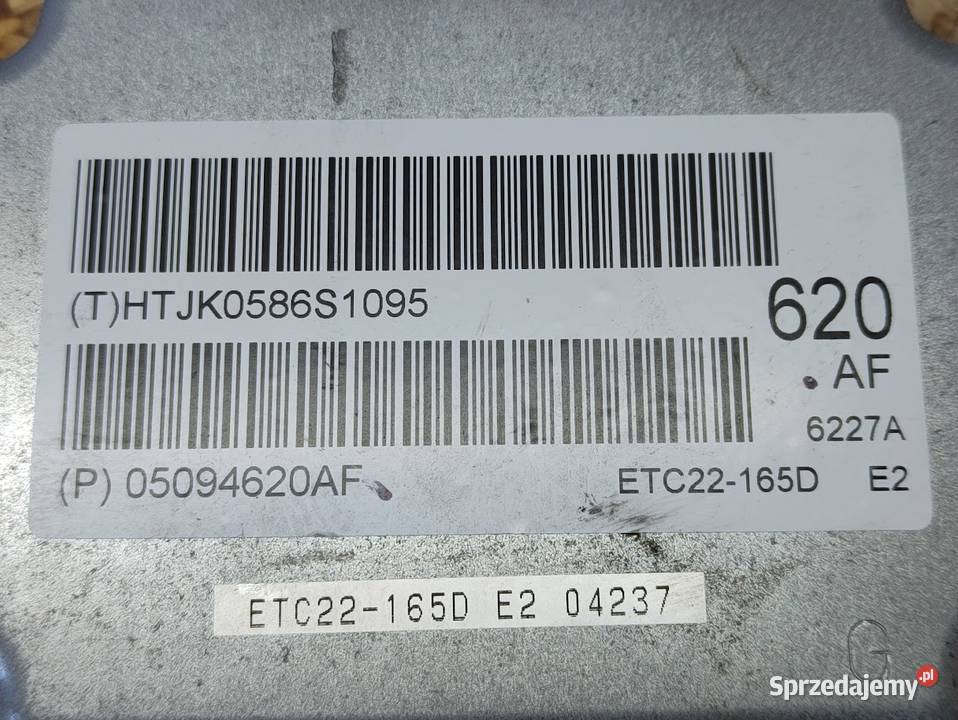 (T)HTJK0586S1095
620
AF
6227A
(P) 05094620AF
ETC22-165D E2
ETC22-165D E2 04237
G
Sprzedajemy.pl